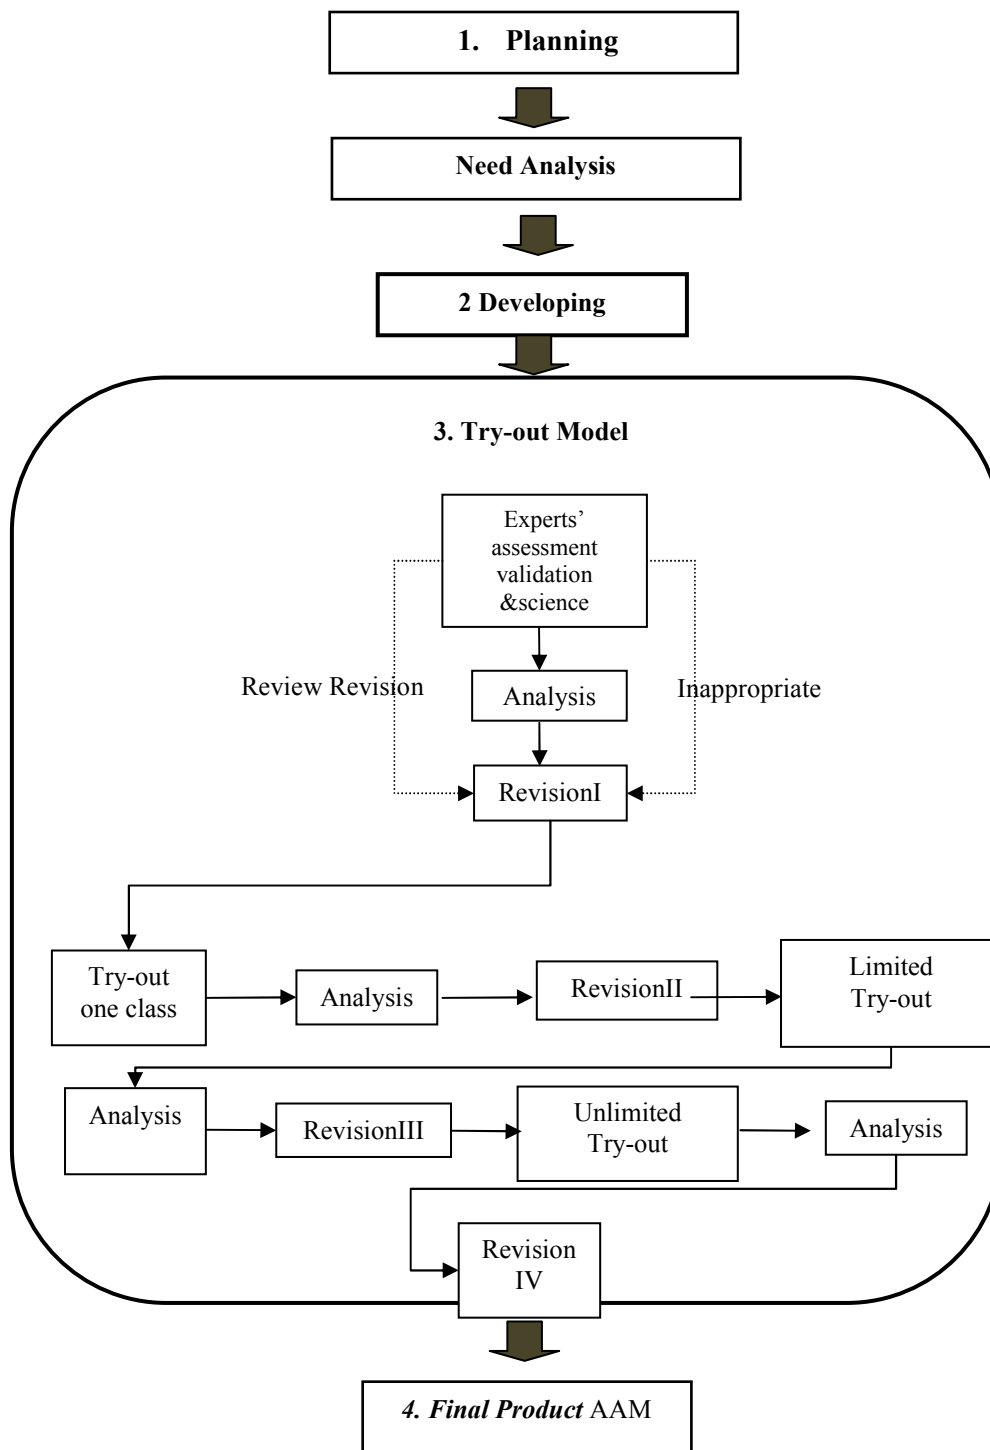 1. Planning
Need Analysis
2 Developing
3. Try-out Model
Experts’
assessment
validation
&science
Review Revision
Analysis
Inappropriate
RevisionI
Try-out
one class
Analysis
RevisionII
Limited
Try-out
Analysis
RevisionIII
Unlimited
Try-out
Analysis
Revision
IV
4. Final Product AAM